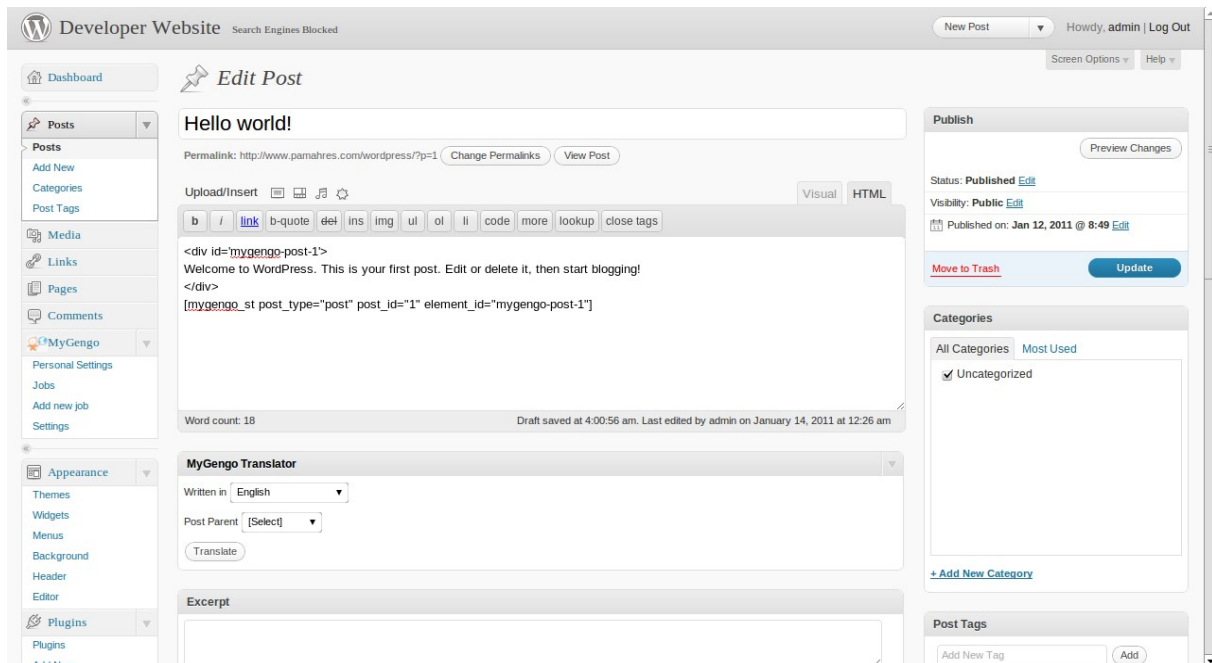 Developer Website Search Engines Blocked
New Post
Howdy, admin | Log Out
Screen Options
Help
Dashboard
Posts
Posts
Add New
Categories
Post Tags
Media
Links
Pages
Comments
MyGengo
Personal Settings
Jobs
Add new job
Settings
Appearance
Themes
Widgets
Menus
Background
Header
Editor
Plugins
Plugins
Edit Post
Hello world!
Permalink: http://www.pamahres.com/wordpress/?p=1 Change Permalinks View Post
Upload/Insert
Visual HTML
b i link b-quote del ins img ul ol li code more lookup close tags
<div id='mygengo-post-1'>
Welcome to WordPress. This is your first post. Edit or delete it, then start blogging!
</div>
[mygengo_st post_type="post" post_id="1" element_id="mygengo-post-1"]
Word count: 18 Draft saved at 4:00:56 am. Last edited by admin on January 14, 2011 at 12:26 am
MyGengo Translator
Written in English
Post Parent [Select]
Translate
Excerpt
Publish
Preview Changes
Status: Published Edit
Visibility: Public Edit
Published on: Jan 12, 2011 @ 8:49 Edit
Move to Trash Update
Categories
All Categories Most Used
Uncategorized
+ Add New Category
Post Tags
Add New Tag Add